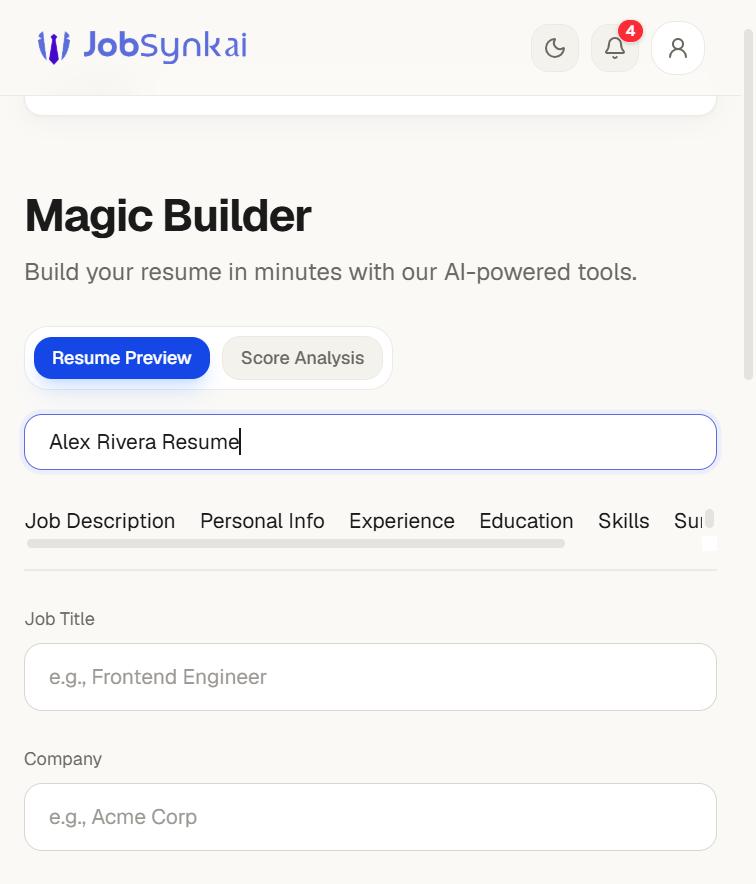 JobSynkai
4
Magic Builder
Build your resume in minutes with our AI-powered tools.
Resume Preview Score Analysis
Alex Rivera Resume
Job Description Personal Info Experience Education Skills
Job Title
e.g., Frontend Engineer
Company
e.g., Acme Corp